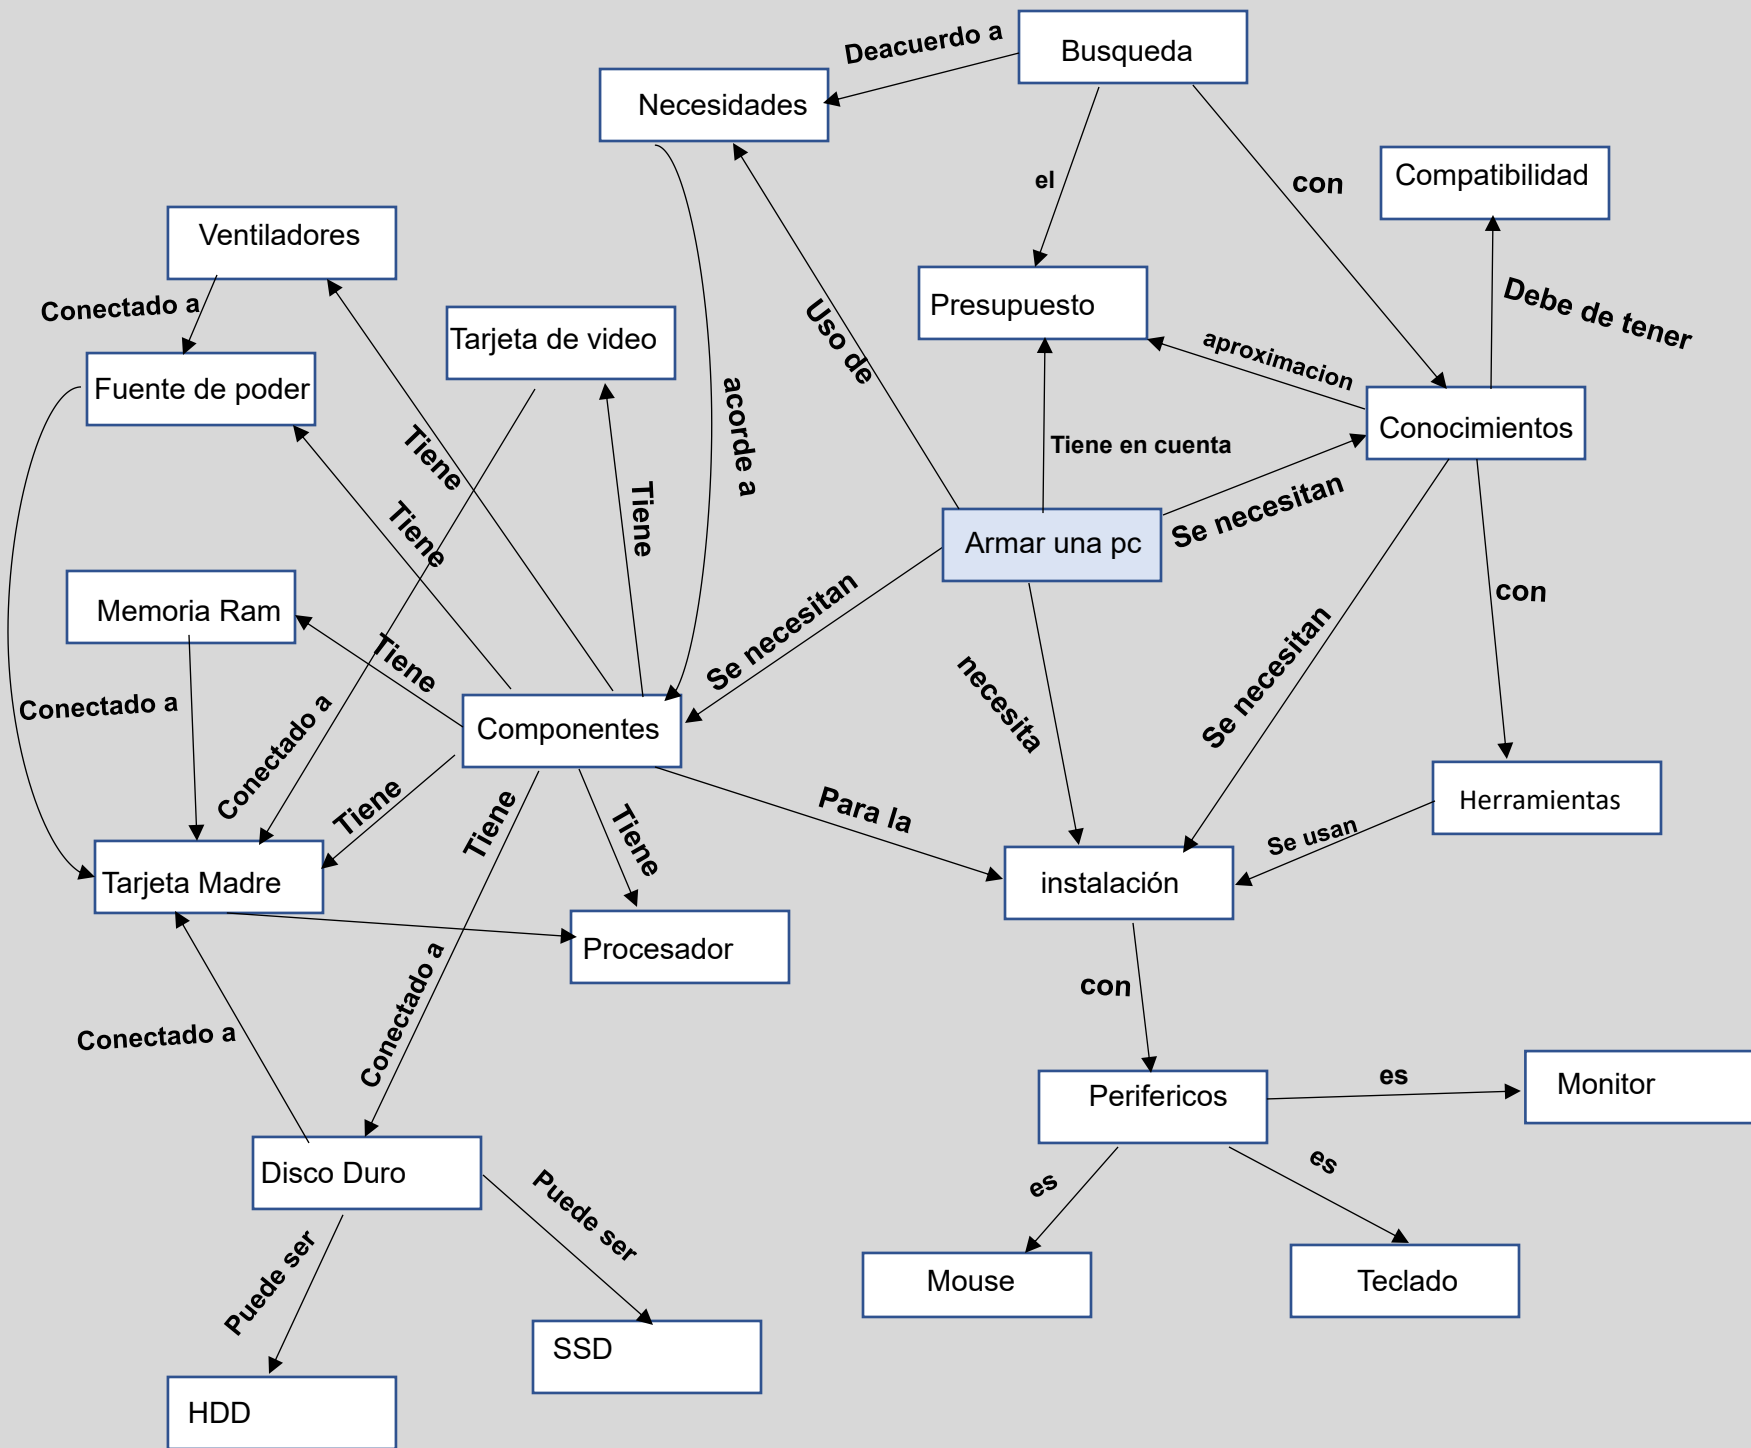 Busqueda
Deacuerdo a
Necesidades
el
con
Compatibilidad
Ventiladores
Conectado a
Tarjeta de video
Presupuesto
Uso de
aproximacion
Debe de tener
Fuente de poder
acorde a
Tiene
Tiene
Tiene
Tiene en cuenta
Conocimientos
Se necesitan
Armar una pc
Memoria Ram
Tiene
Se necesitan
necesita
Se necesitan
con
Conectado a
Conectado a
Componentes
Tiene
Tiene
Tiene
Para la
Herramientas
Se usan
Tarjeta Madre
instalación
Procesador
Conectado a
Conectado a
con
Perifericos
es
Monitor
Disco Duro
Puede ser
Puede ser
es
es
Mouse
Teclado
SSD
HDD